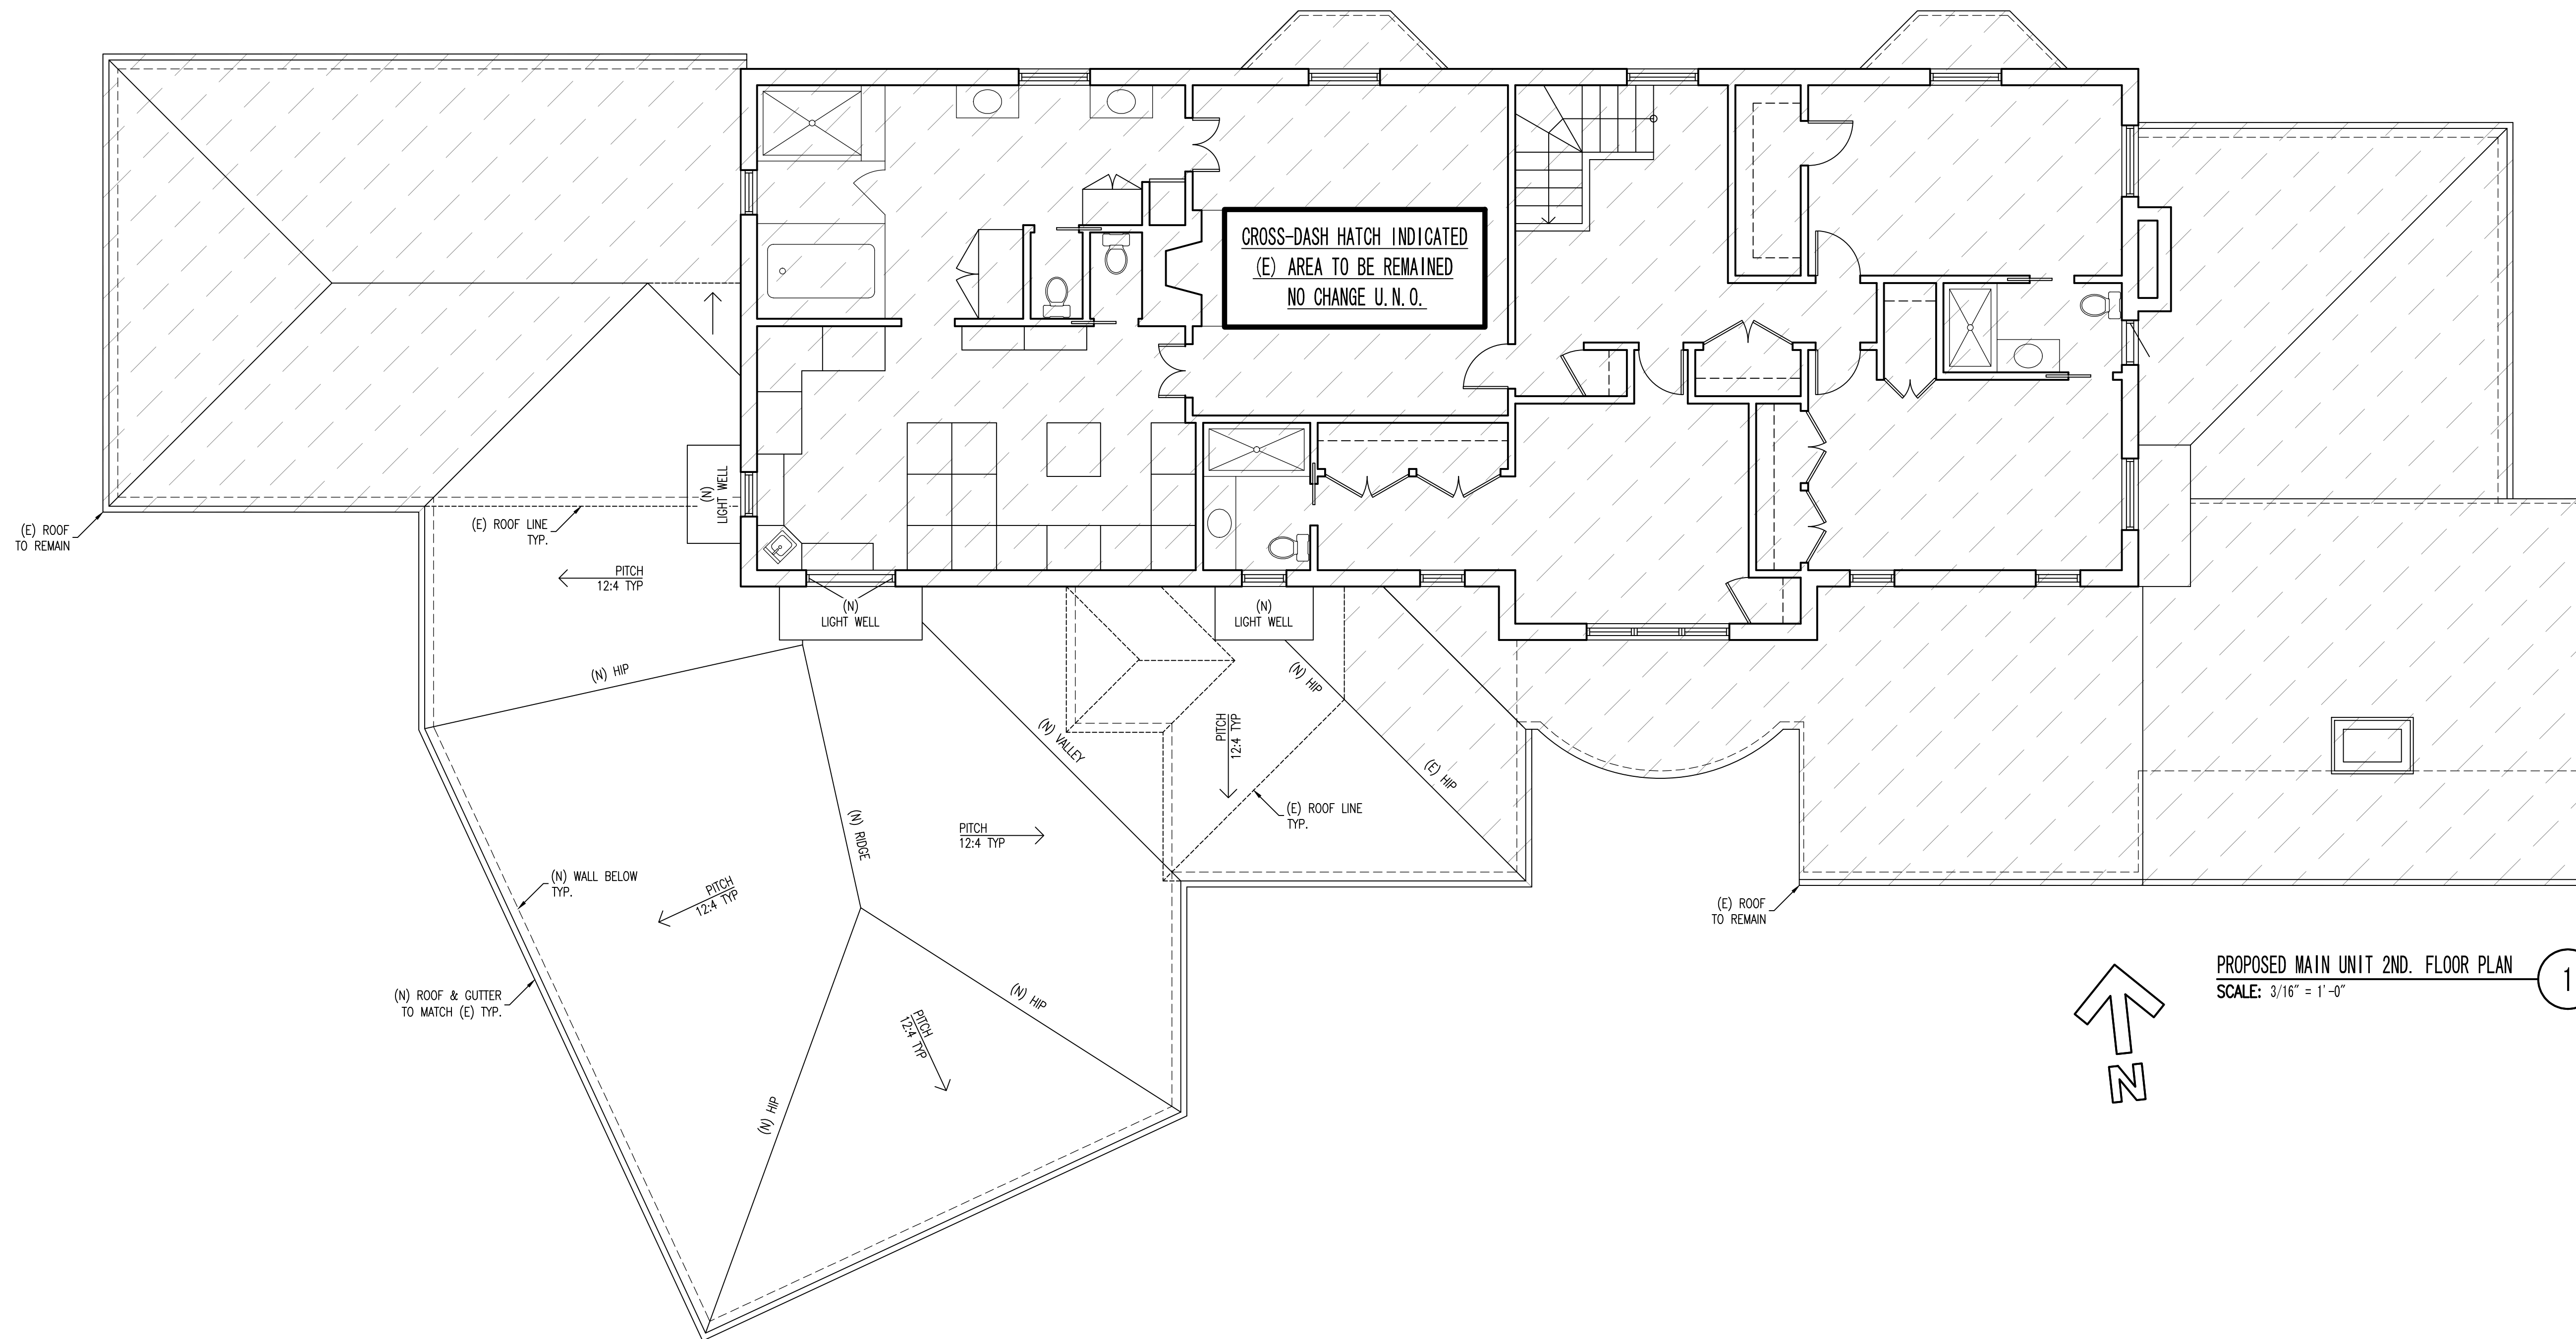 CROSS-DASH HATCH INDICATED
(E) AREA TO BE REMAINED
NO CHANGE U.N.O.
(E) ROOF
TO REMAIN
(E) ROOF LINE
TYP.
(N)
LIGHT WELL
PITCH
12:4 TYP
(N)
LIGHT WELL
(N)
LIGHT WELL
(N) HIP
(N) HIP
(N) VALLEY
PITCH
12:4 TYP
(E) HIP
(E) ROOF LINE
TYP.
(N) RIDGE
PITCH
12:4 TYP
(N) WALL BELOW
TYP.
PITCH
12:4 TYP
(N) ROOF & GUTTER
TO MATCH (E) TYP.
(N) HIP
PITCH
12:4 TYP
(N) HIP
(E) ROOF
TO REMAIN
N
PROPOSED MAIN UNIT 2ND. FLOOR PLAN
SCALE: 3/16" = 1'-0"
1